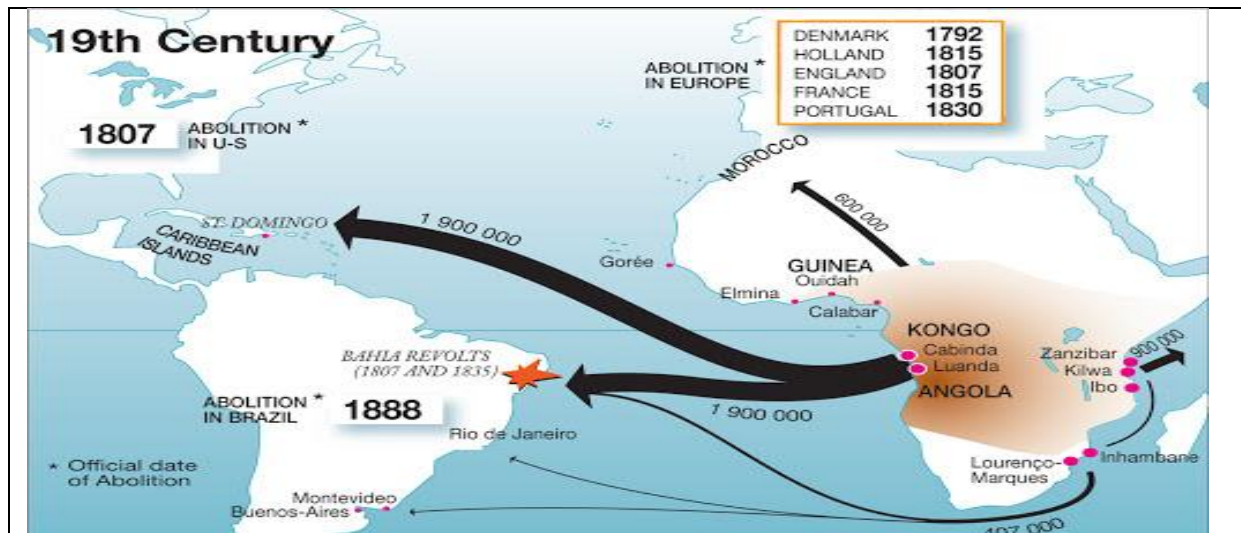 19th Century
DENMARK 1792
HOLLAND 1815
ENGLAND 1807
FRANCE 1815
PORTUGAL 1830
ABOLITION *
IN EUROPE
1807
ABOLITION *
IN U-S
MOROCCO
600 000
ST. DOMINGO
CARIBBEAN
ISLANDS
1 900 000
Gorée
GUINEA
Ouidah
Elmina
Calabar
KONGO
Cabinda
Luanda
ANGOLA
Zanzibar
Kilwa
Ibo
900 000
BAHIA REVOLTS
(1807 AND 1835)
ABOLITION *
IN BRAZIL
1888
1 900 000
Rio de Janeiro
Lourenço-
Marques
Inhambane
* Official date
of Abolition
Montevideo
Buenos-Aires
407 000